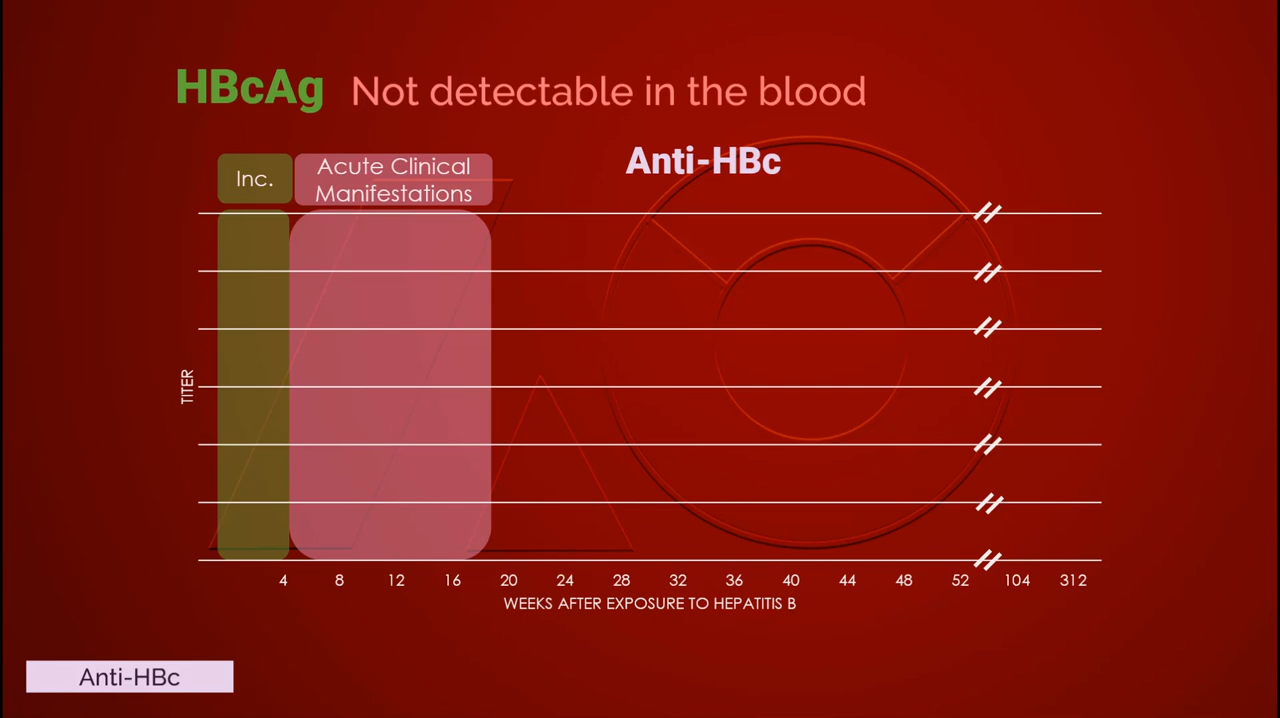 HBcAg Not detectable in the blood
Anti-HBc
Inc.
Acute Clinical
Manifestations
TITER
4 8 12 16 20 24 28 32 36 40 44 48 52 104 312
WEEKS AFTER EXPOSURE TO HEPATITIS B
Anti-HBc